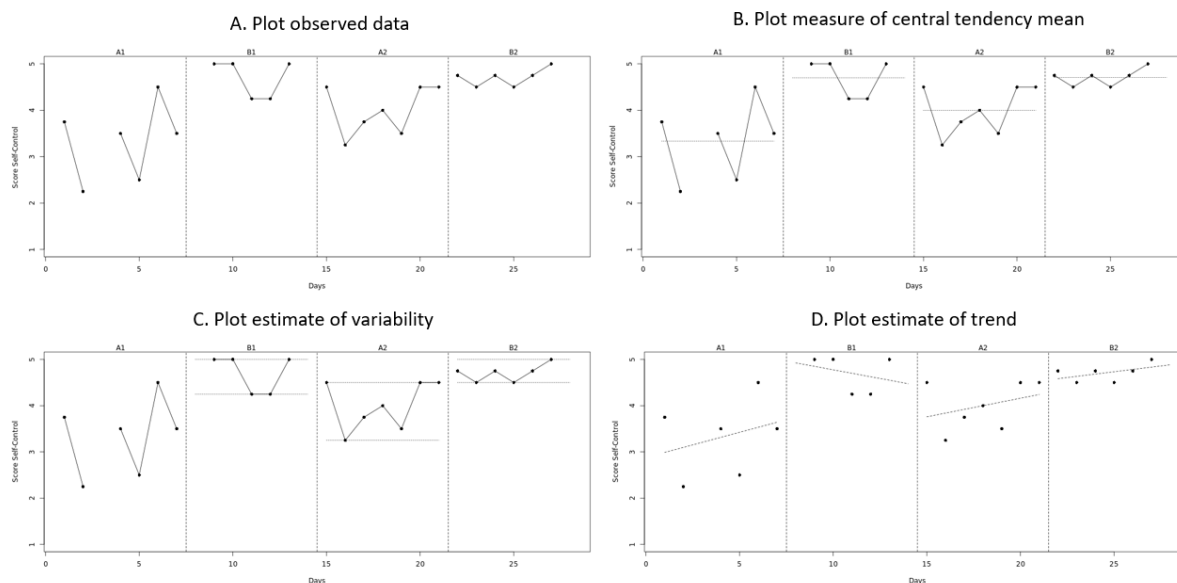 A. Plot observed data
A1 B1 A2 B2
Score Self-Control
5
4
3
2
1
0 5 10 15 20 25
Days
B. Plot measure of central tendency mean
A1 B1 A2 B2
Score Self-Control
5
4
3
2
1
0 5 10 15 20 25
Days
C. Plot estimate of variability
A1 B1 A2 B2
Score Self-Control
5
4
3
2
1
0 5 10 15 20 25
Days
D. Plot estimate of trend
A1 B1 A2 B2
Score Self-Control
5
4
3
2
1
0 5 10 15 20 25
Days